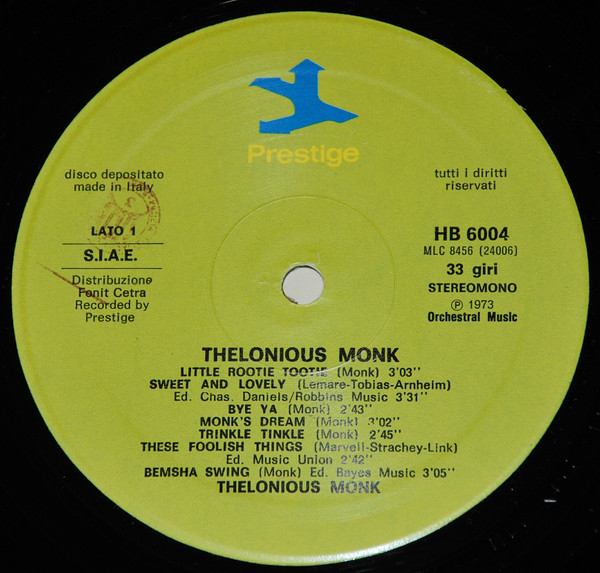 Prestige
disco depositato
made in Italy
LATO 1
S.I.A.E.
Distribuzione
Fonit Cetra
Recorded by
Prestige
tutti i diritti
riservati
HB 6004
MLC 8456 (24006)
33 giri
STEREOMONO
Ⓟ 1973
Orchestral Music
THELONIOUS MONK
LITTLE ROOTIE TOOTIE (Monk) 3'03''
SWEET AND LOVELY (Lemare-Tobias-Arnheim)
Ed. Chas. Daniels/Robbins Music 3'31''
BYE YA (Monk) 2'43''
MONK'S DREAM (Monk) 3'02''
TRINKLE TINKLE (Monk) 2'45''
THESE FOOLISH THINGS (Marvell-Strachey-Link)
Ed. Music Union 2'42''
BEMSHA SWING (Monk) Ed. Bayes Music 3'05''
THELONIOUS MONK